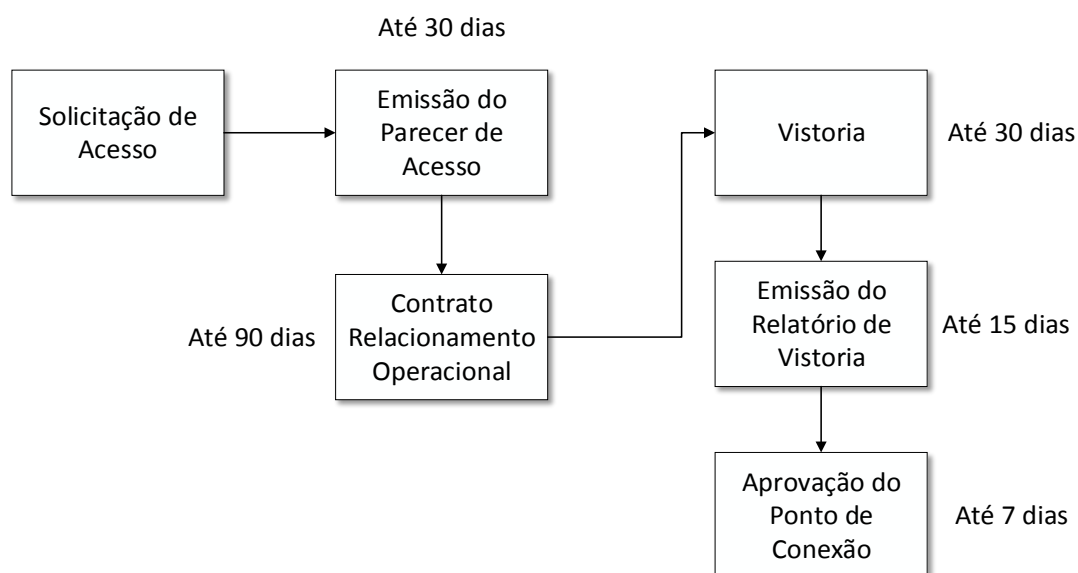 Até 30 dias
Solicitação de
Acesso
Emissão do
Parecer de
Acesso
Até 90 dias
Contrato
Relacionamento
Operacional
Vistoria
Até 30 dias
Emissão do
Relatório de
Vistoria
Até 15 dias
Aprovação do
Ponto de
Conexão
Até 7 dias